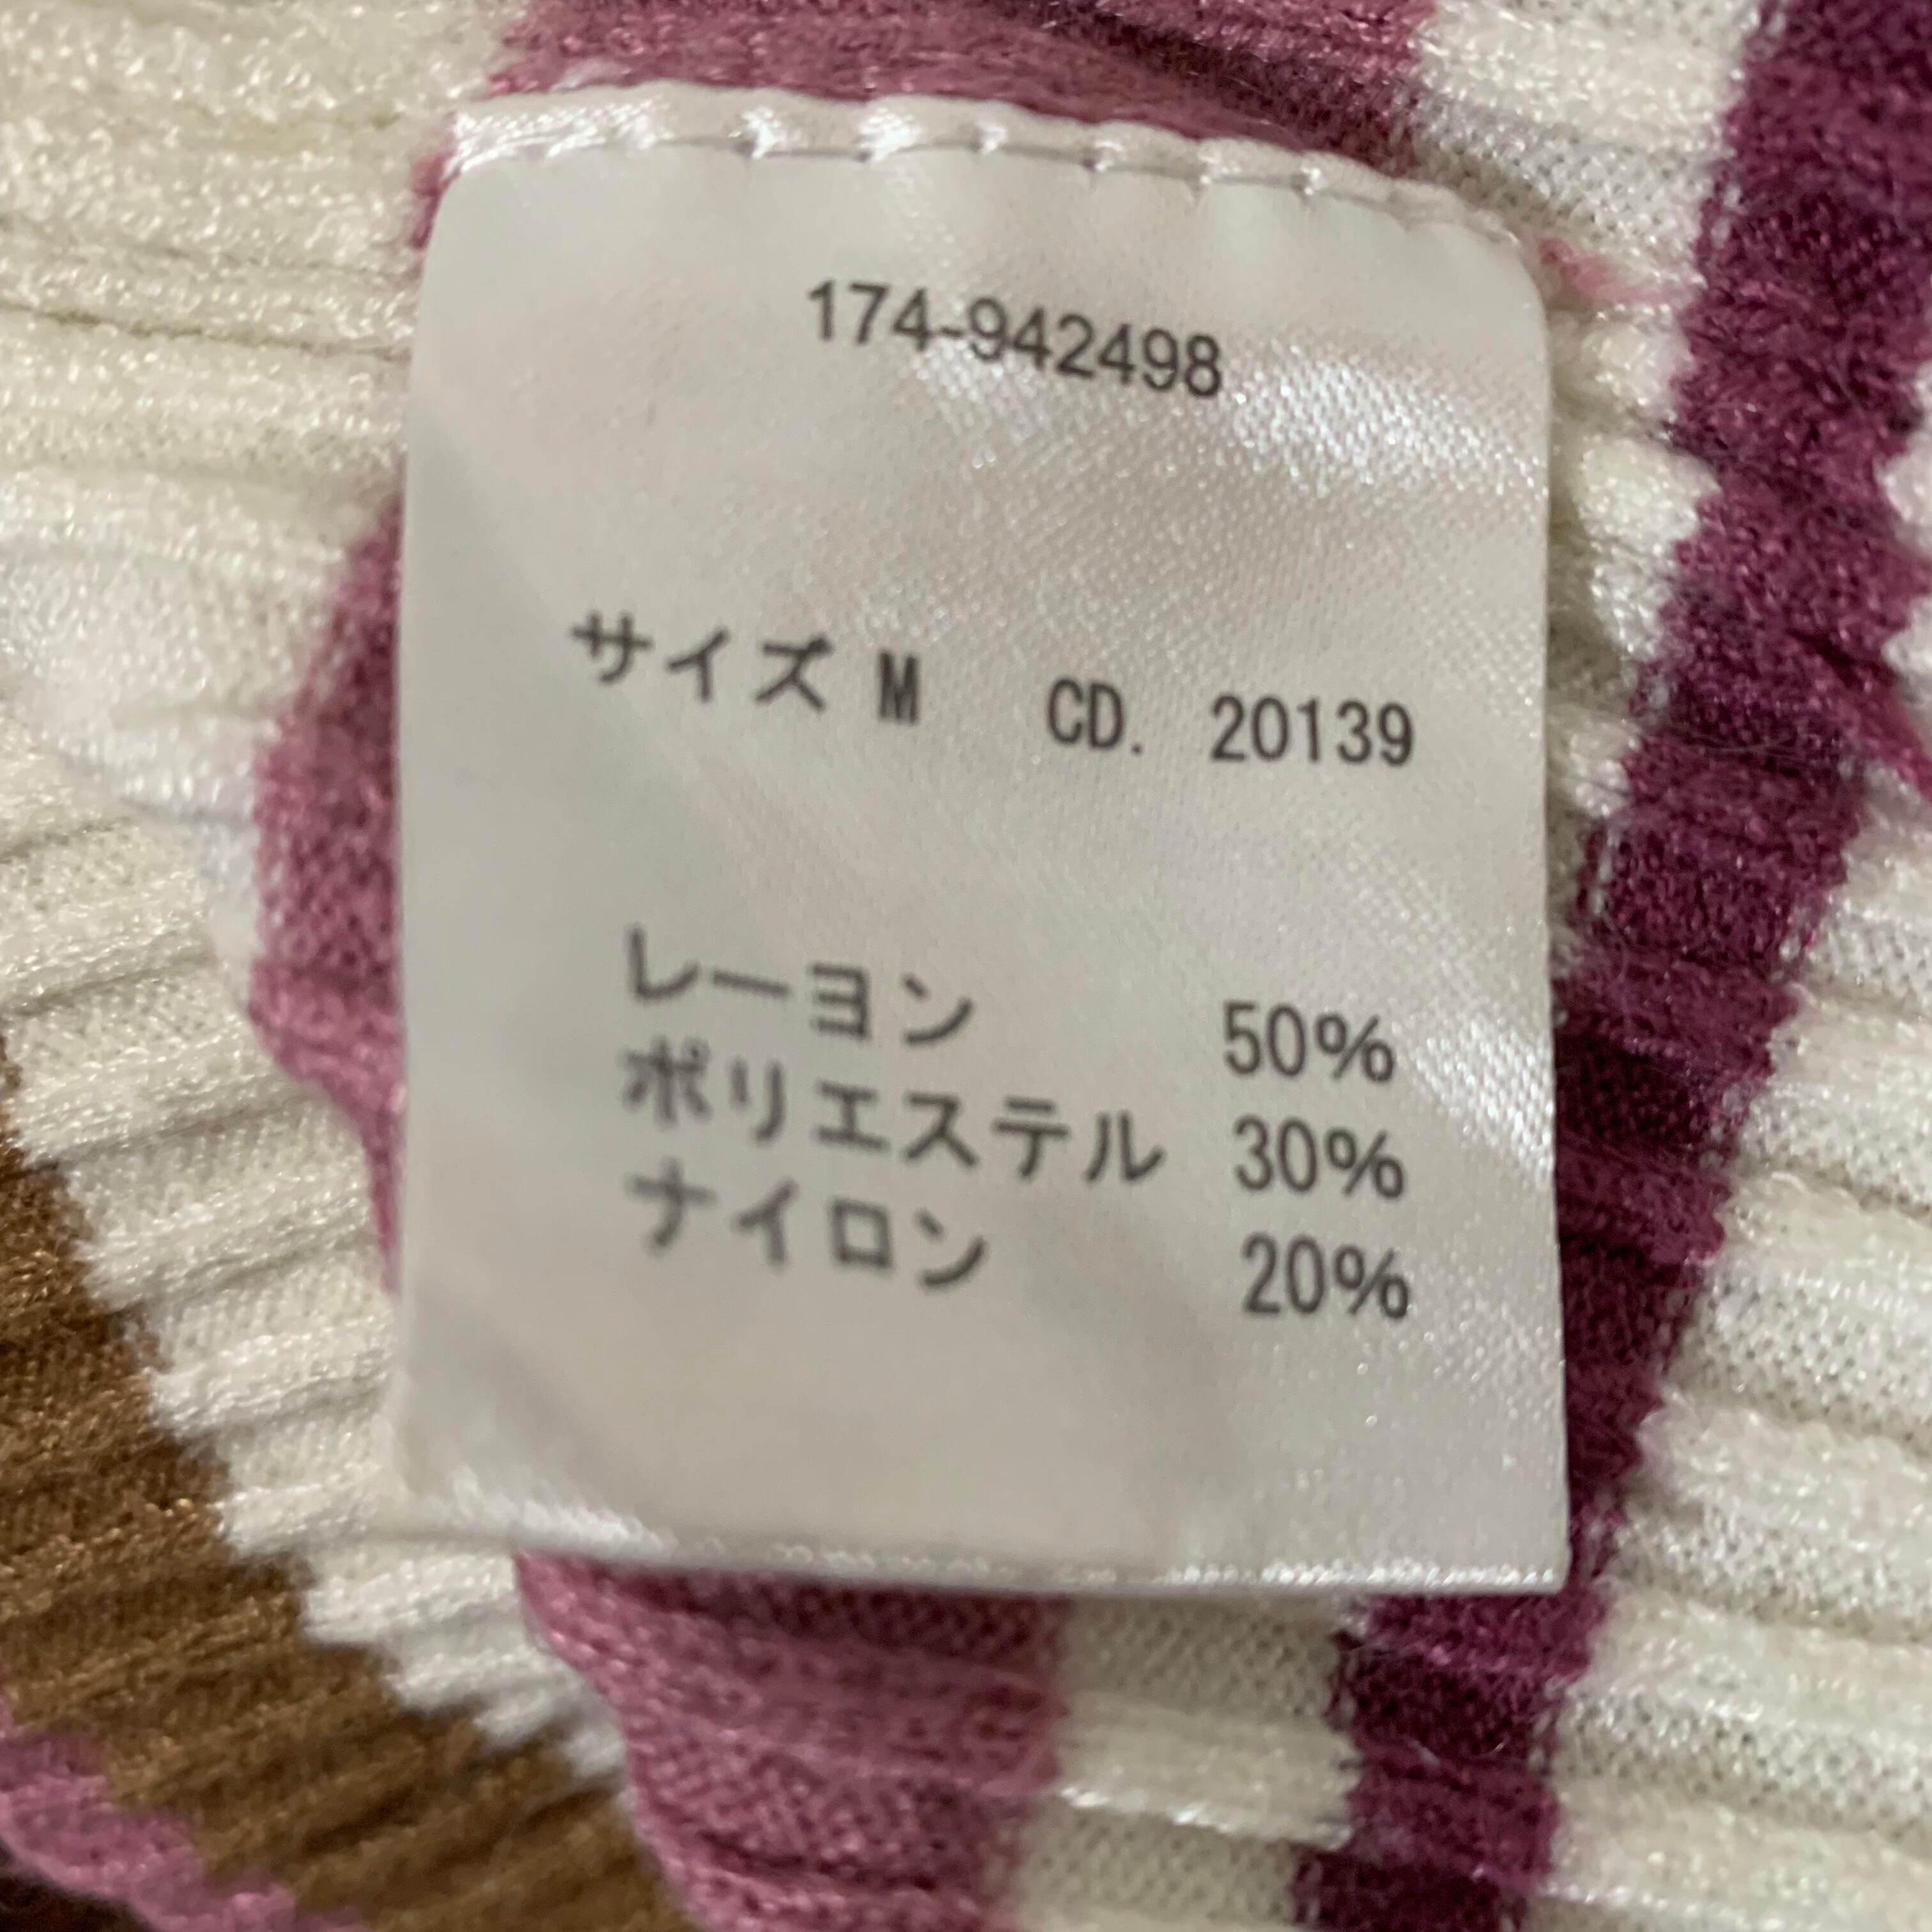 174-942498
サイズ M CD. 20139
レーヨン 50%
ポリエステル 30%
ナイロン 20%